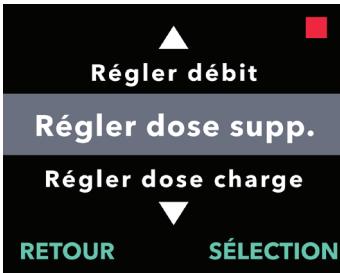 Régler débit
Régler dose supp.
Régler dose charge
RETOUR SÉLECTION